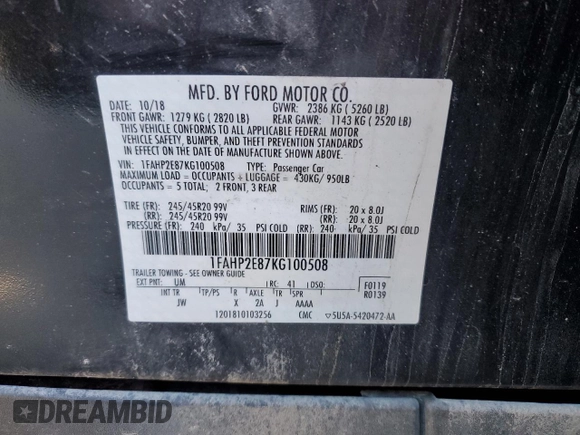 MFD. BY FORD MOTOR CO.
DATE: 10/18 GVWR: 2386 KG ( 5260 LB)
FRONT GAWR: 1279 KG ( 2820 LB) REAR GAWR: 1143 KG ( 2520 LB)
THIS VEHICLE CONFORMS TO ALL APPLICABLE FEDERAL MOTOR
VEHICLE SAFETY, BUMPER, AND THEFT PREVENTION STANDARDS
IN EFFECT ON THE DATE OF MANUFACTURE SHOWN ABOVE.
VIN: 1FAHP2E87KG100508 TYPE: Passenger Car
MAXIMUM LOAD = OCCUPANTS + LUGGAGE = 430KG/ 950LB
OCCUPANTS = 5 TOTAL; 2 FRONT, 3 REAR
TIRE (FR): 245/45R20 99V RIMS (FR): 20 x 8.0J
(RR): 245/45R20 99V (RR): 20 x 8.0J
PRESSURE (FR): 240 kPa/ 35 PSI COLD (RR): 240 kPa/ 35 PSI COLD
1FAHP2E87KG100508
TRAILER TOWING - SEE OWNER GUIDE
EXT PNT: UM RC: 41 DSO: F0119
R0139
INT TR TP/PS R AXLE TR SPR
JW X 2A J AAAA
1201810103256 CMC ▽5U5A-5420472-AA
DREAMBID